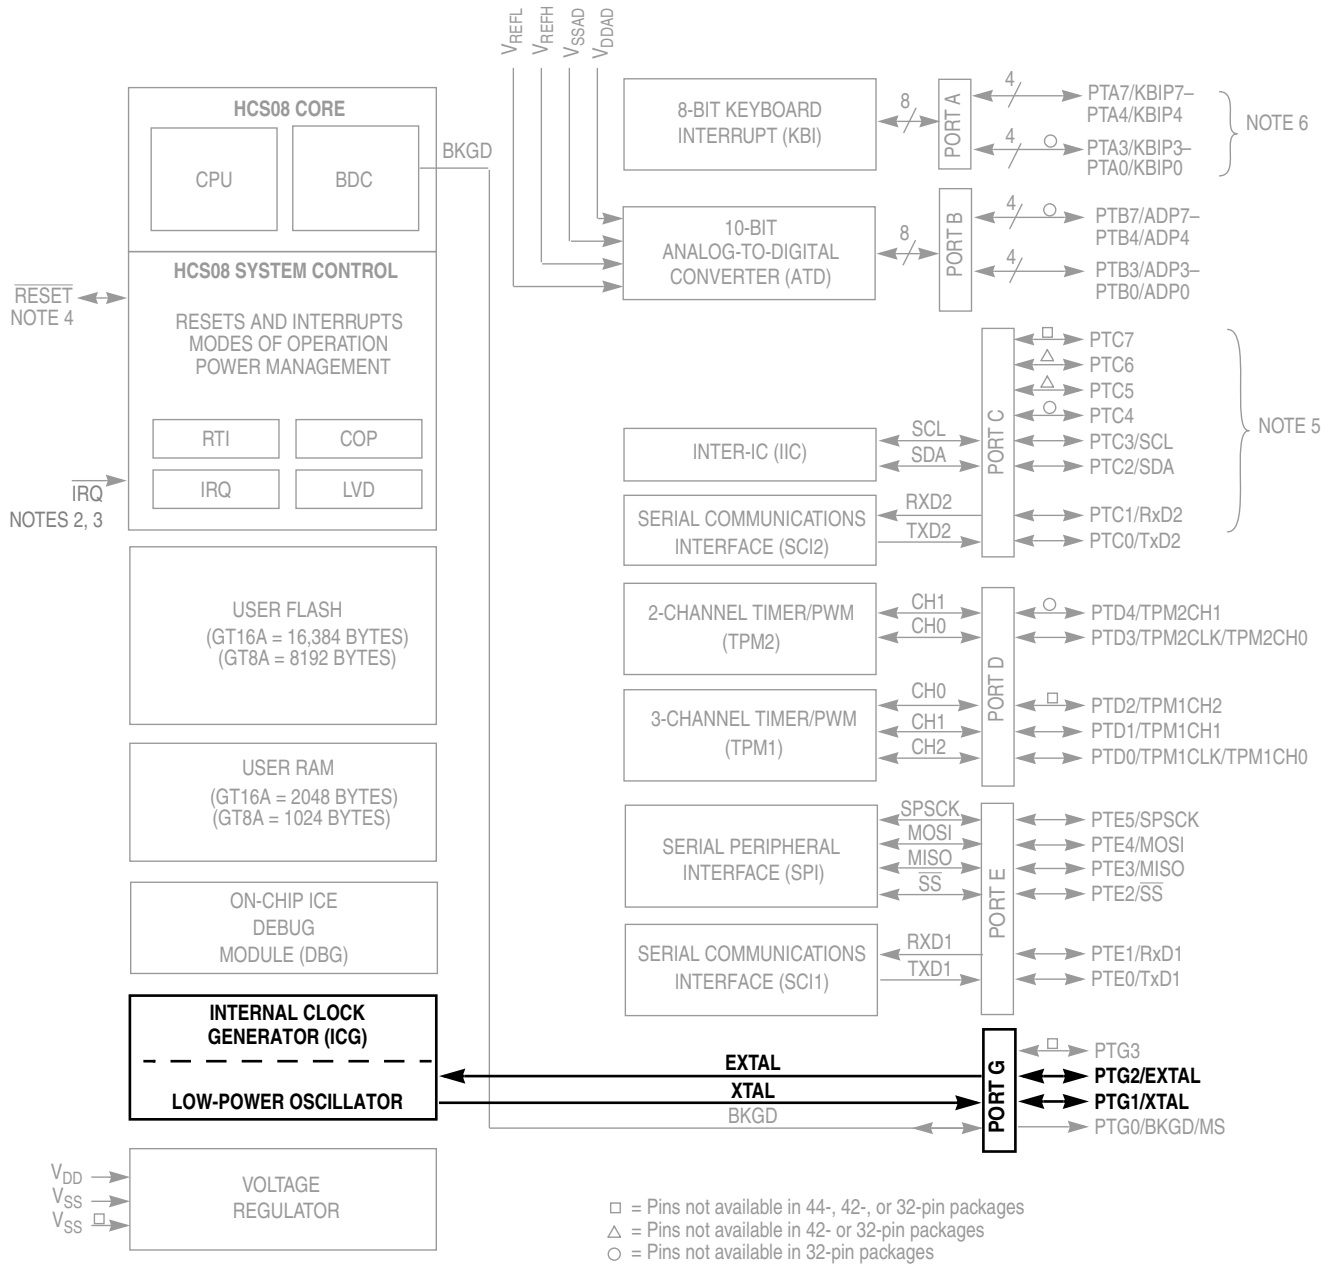 V_REFL
V_REFH
V_SSAD
V_DDAD
HCS08 CORE
CPU
BDC
BKGD
HCS08 SYSTEM CONTROL
RESET
NOTE 4
RESETS AND INTERRUPTS
MODES OF OPERATION
POWER MANAGEMENT
RTI
COP
IRQ
LVD
IRQ
NOTES 2, 3
USER FLASH
(GT16A = 16,384 BYTES)
(GT8A = 8192 BYTES)
USER RAM
(GT16A = 2048 BYTES)
(GT8A = 1024 BYTES)
ON-CHIP ICE
DEBUG
MODULE (DBG)
INTERNAL CLOCK
GENERATOR (ICG)
LOW-POWER OSCILLATOR
V_DD
V_SS
V_SS
VOLTAGE
REGULATOR
8-BIT KEYBOARD
INTERRUPT (KBI)
8
PORT A
4
PTA7/KBIP7–
PTA4/KBIP4
4
PTA3/KBIP3–
PTA0/KBIP0
NOTE 6
10-BIT
ANALOG-TO-DIGITAL
CONVERTER (ATD)
8
PORT B
4
PTB7/ADP7–
PTB4/ADP4
4
PTB3/ADP3–
PTB0/ADP0
INTER-IC (IIC)
SCL
SDA
SERIAL COMMUNICATIONS
INTERFACE (SCI2)
RXD2
TXD2
PORT C
PTC7
PTC6
PTC5
PTC4
PTC3/SCL
PTC2/SDA
PTC1/RxD2
PTC0/TxD2
NOTE 5
2-CHANNEL TIMER/PWM
(TPM2)
CH1
CH0
3-CHANNEL TIMER/PWM
(TPM1)
CH0
CH1
CH2
PORT D
PTD4/TPM2CH1
PTD3/TPM2CLK/TPM2CH0
PTD2/TPM1CH2
PTD1/TPM1CH1
PTD0/TPM1CLK/TPM1CH0
SERIAL PERIPHERAL
INTERFACE (SPI)
SPSCK
MOSI
MISO
SS
SERIAL COMMUNICATIONS
INTERFACE (SCI1)
RXD1
TXD1
PORT E
PTE5/SPSCK
PTE4/MOSI
PTE3/MISO
PTE2/SS
PTE1/RxD1
PTE0/TxD1
EXTAL
XTAL
BKGD
PORT G
PTG3
PTG2/EXTAL
PTG1/XTAL
PTG0/BKGD/MS
□ = Pins not available in 44-, 42-, or 32-pin packages
△ = Pins not available in 42- or 32-pin packages
○ = Pins not available in 32-pin packages